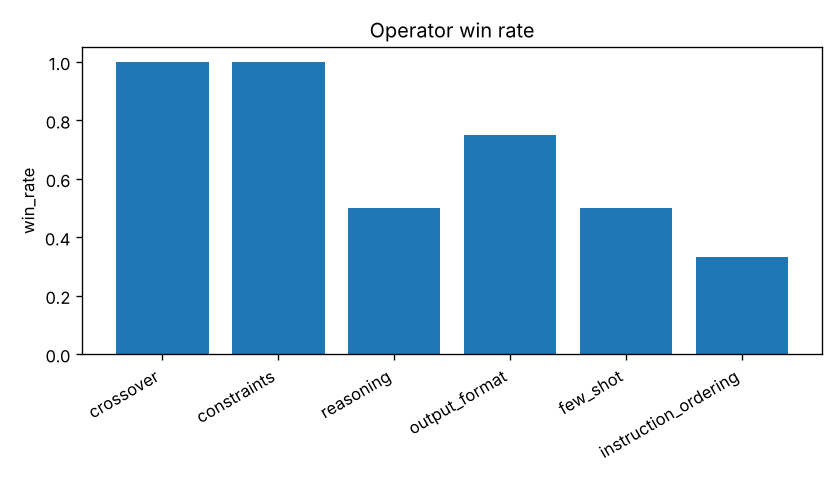 Operator win rate
win_rate
1.0
0.8
0.6
0.4
0.2
0.0
crossover
constraints
reasoning
output_format
few_shot
instruction_ordering